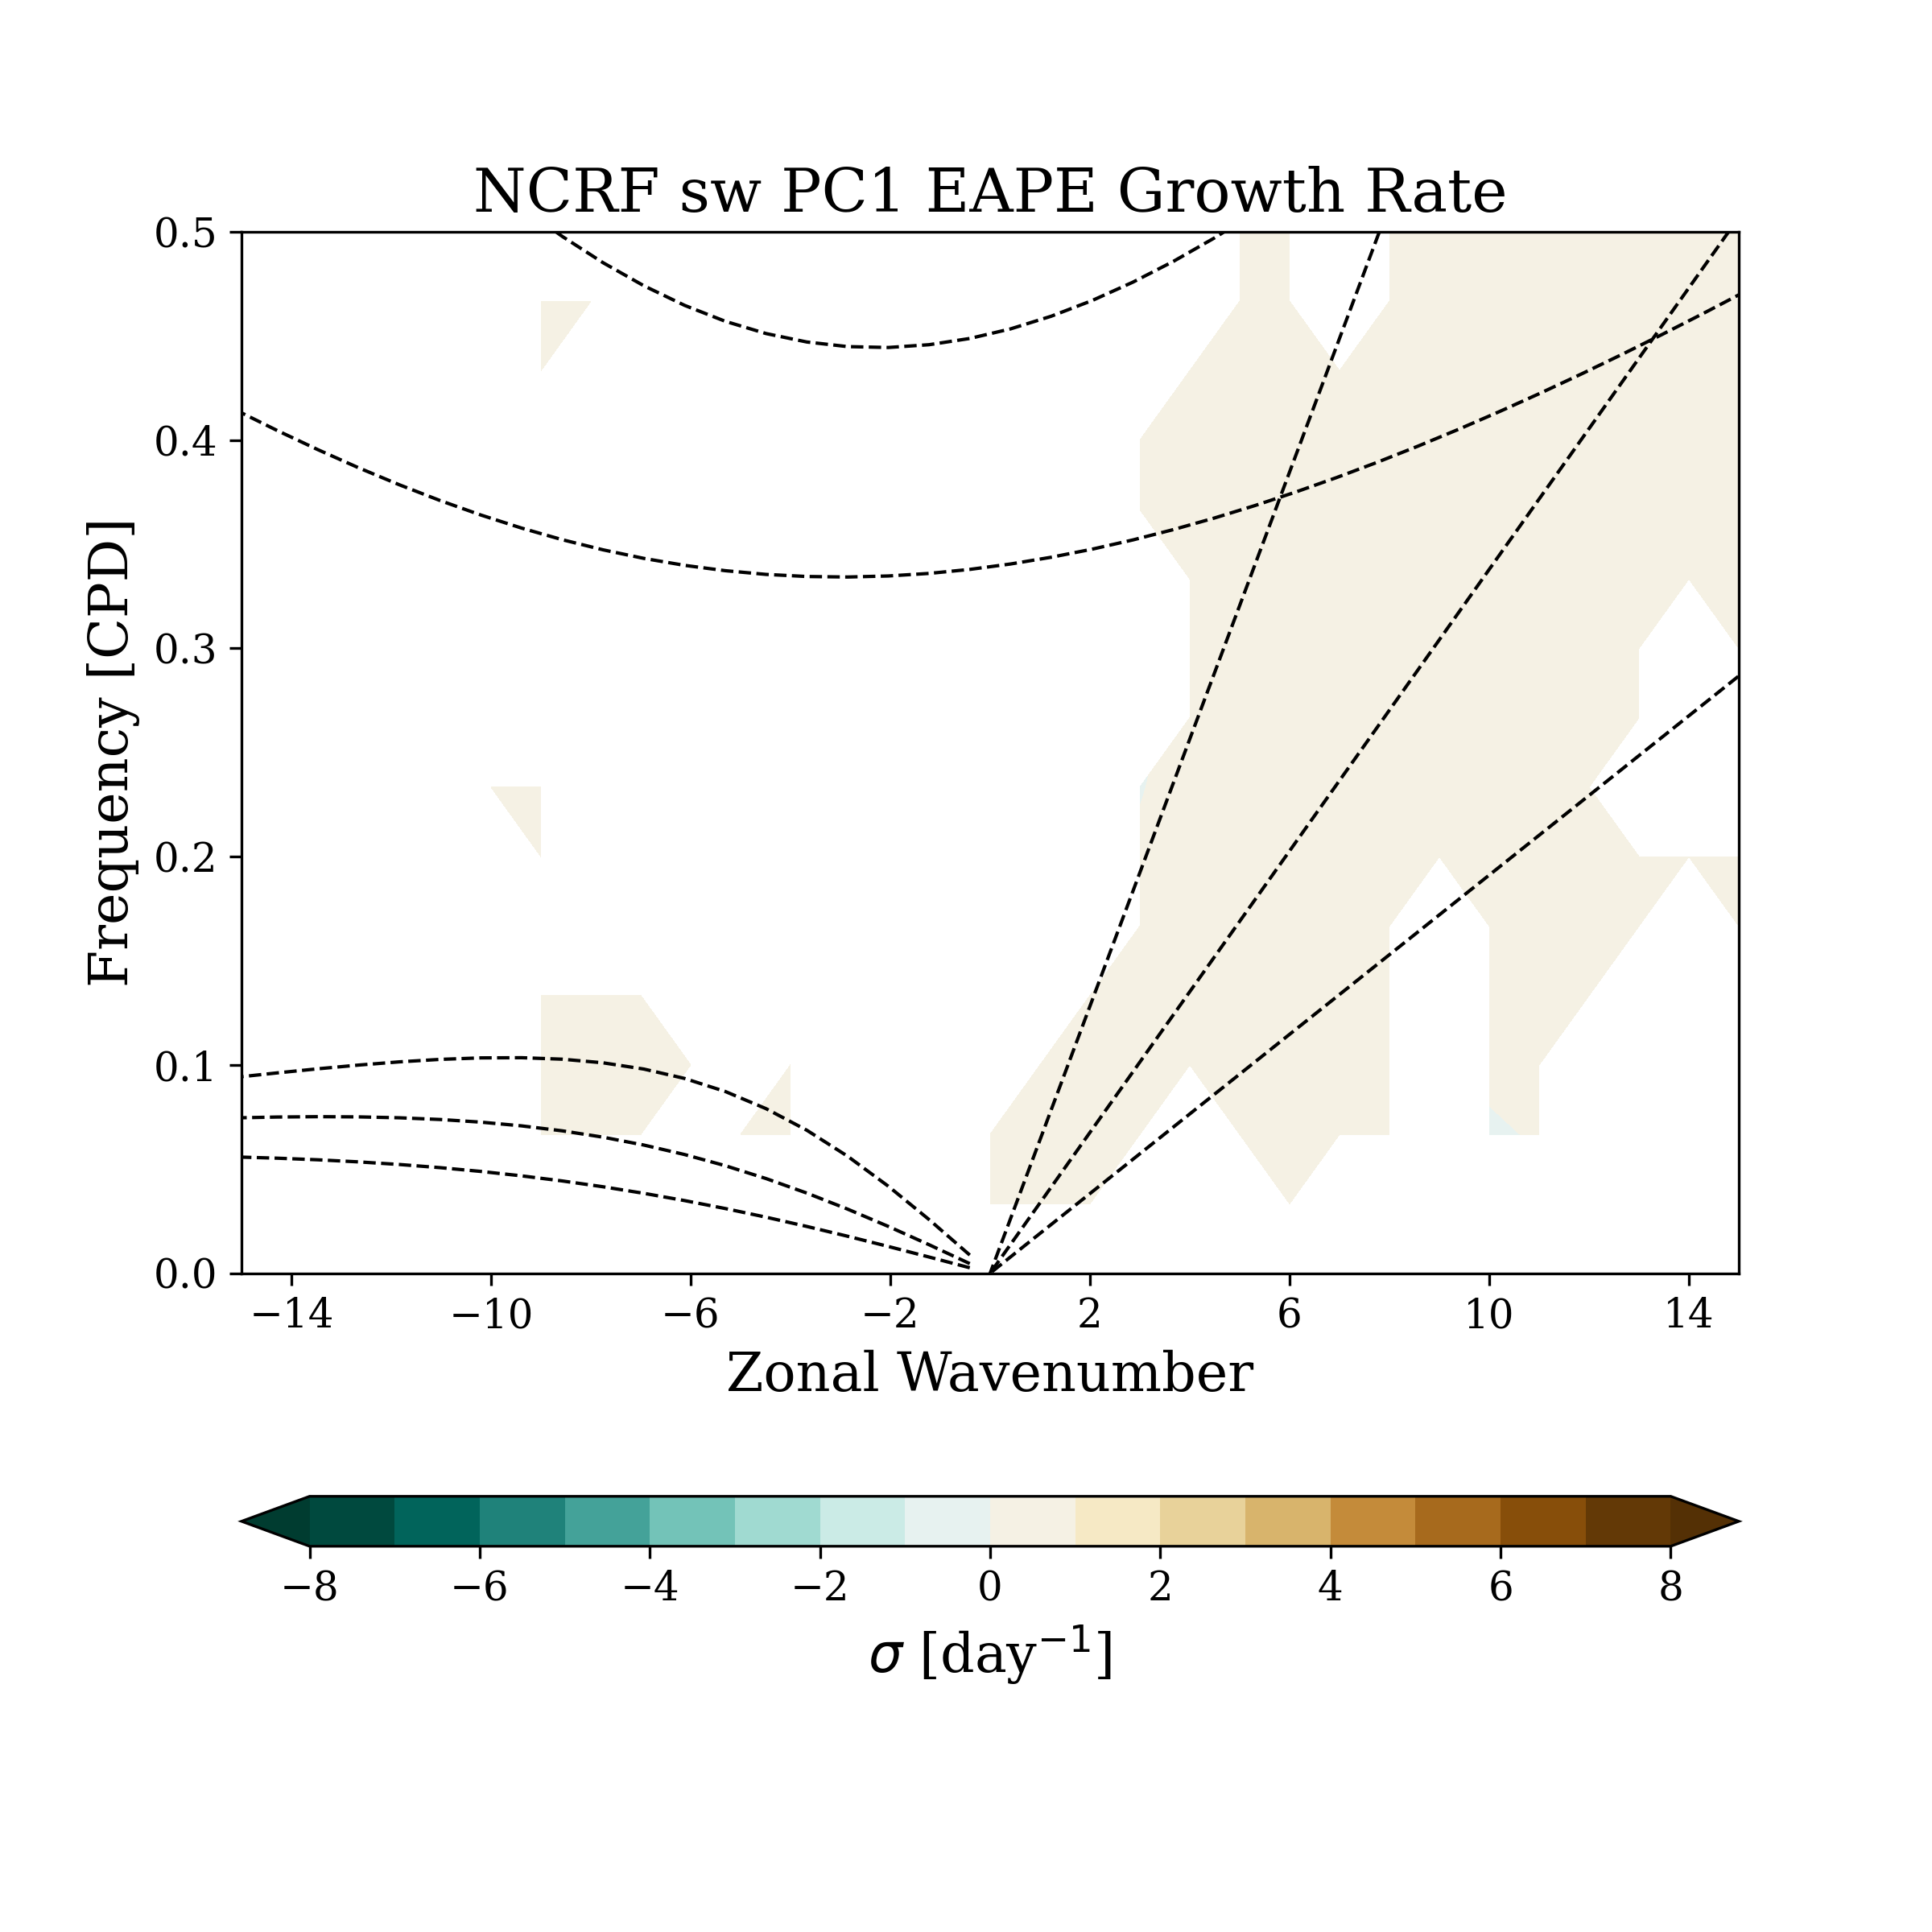 NCRF sw PC1 EAPE Growth Rate
0.5
0.4
0.3
0.2
0.1
0.0
Frequency [CPD]
−14 −10 −6 −2 2 6 10 14
Zonal Wavenumber
−8 −6 −4 −2 0 2 4 6 8
σ [day⁻¹]